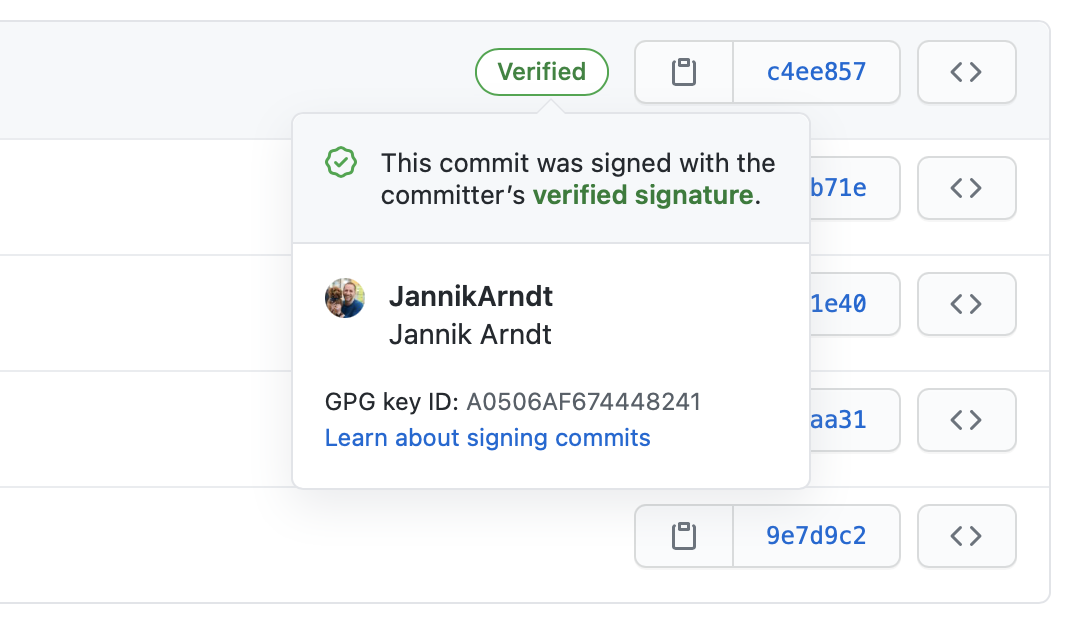 Verified
c4ee857
This commit was signed with the
committer’s verified signature.
b71e
JannikArndt
Jannik Arndt
1e40
GPG key ID: A0506AF674448241
aa31
Learn about signing commits
9e7d9c2